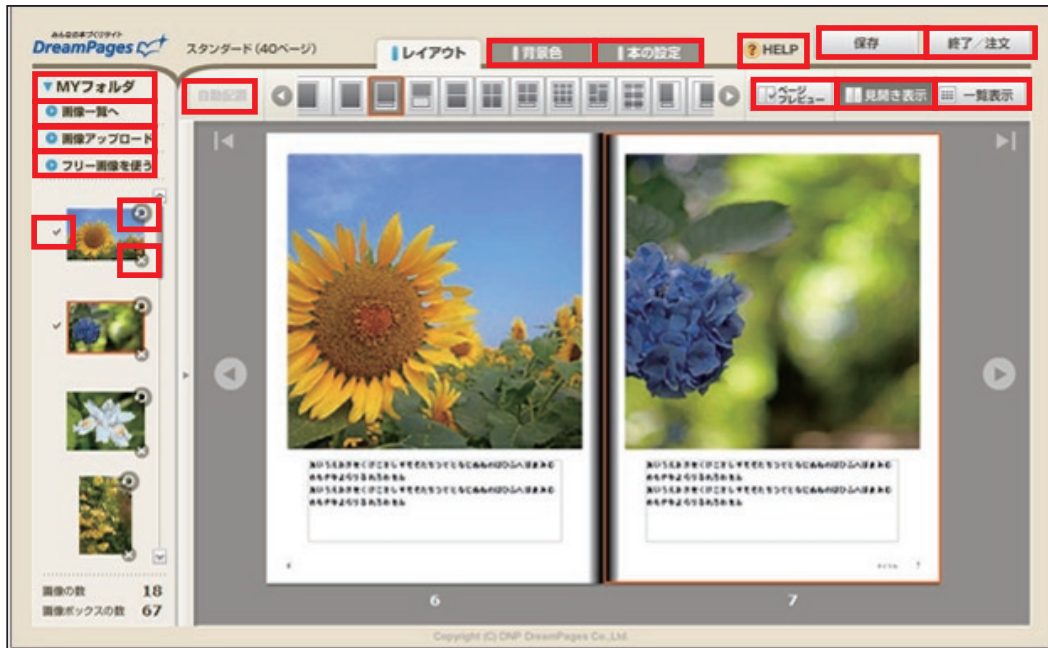 みんなの本づくりサイト
DreamPages
スタンダード(40ページ)
レイアウト
背景色
本の設定
? HELP
保存
終了/注文
▼MYフォルダ
画像一覧へ
画像アップロード
フリー画像を使う
自動配置
ページプレビュー
見開き表示
一覧表示
6
7
画像の数 18
画像ボックスの数 67
Copyright (C) DNP DreamPages Co.,Ltd.